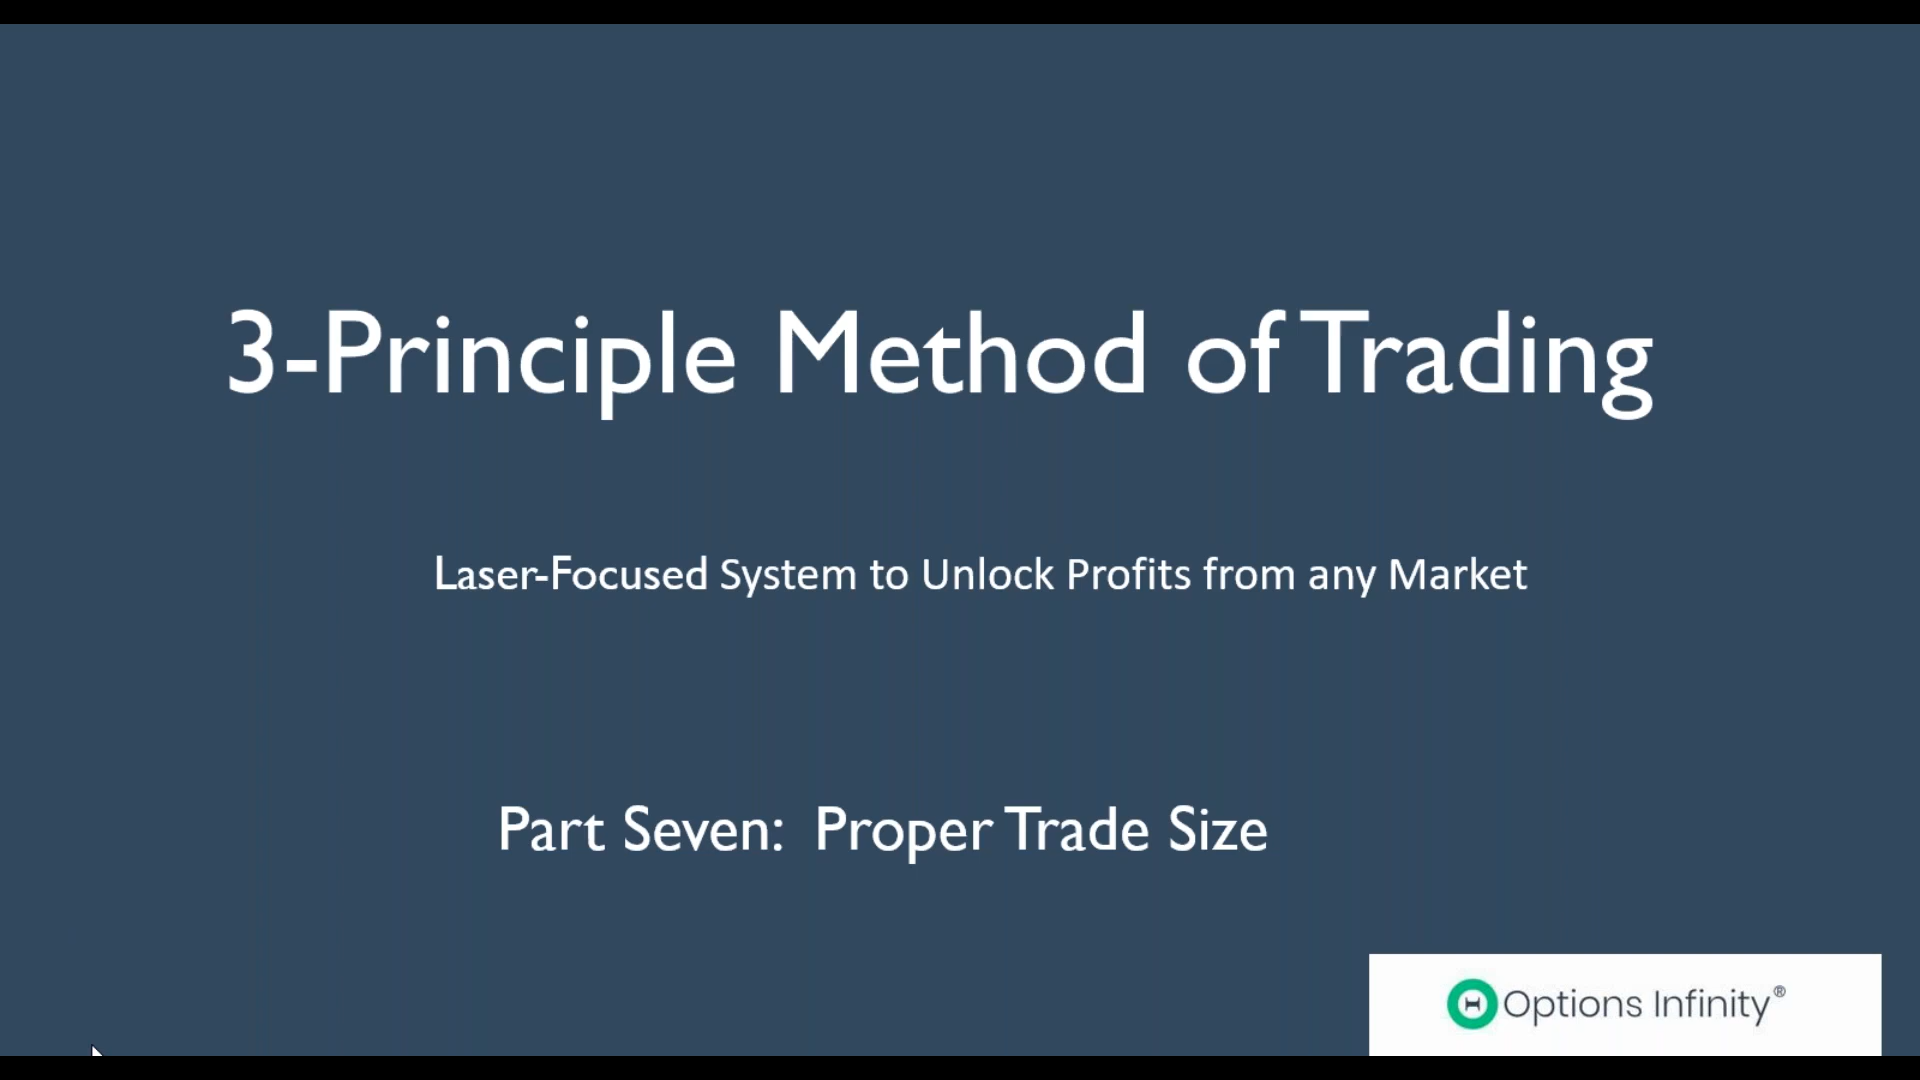 3-Principle Method of Trading
Laser-Focused System to Unlock Profits from any Market
Part Seven: Proper Trade Size
Options Infinity®